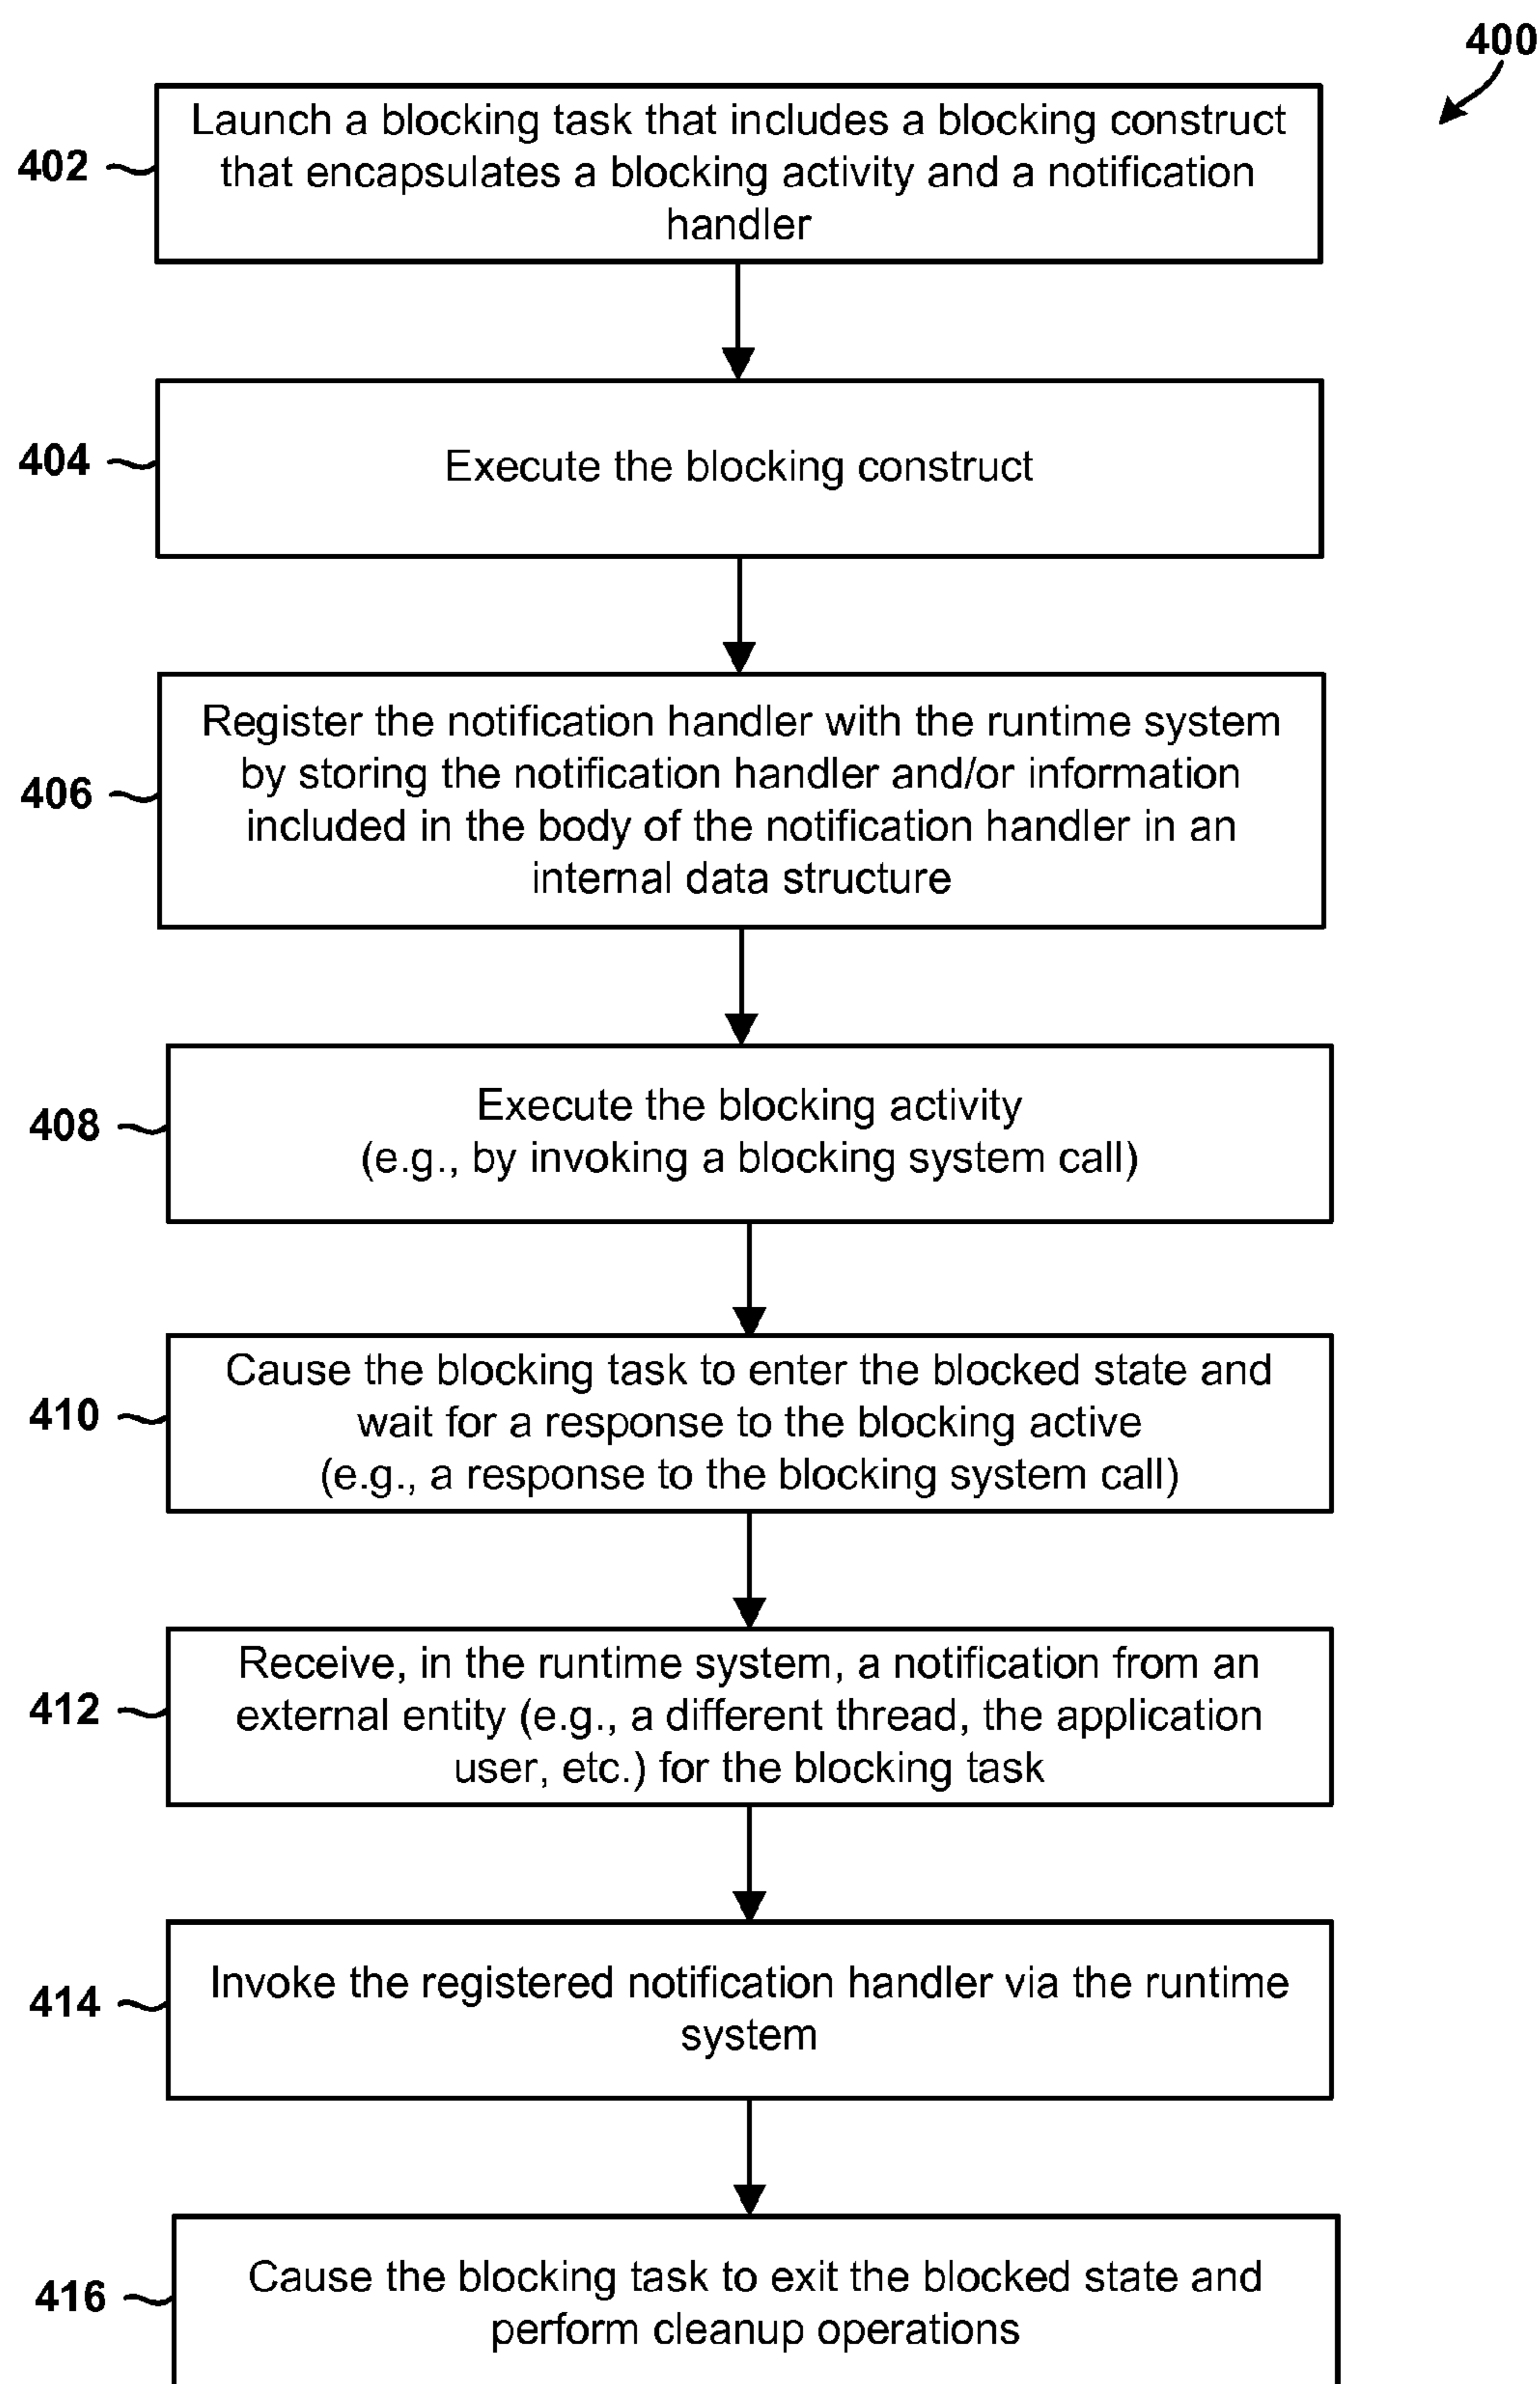 400
402
Launch a blocking task that includes a blocking construct
that encapsulates a blocking activity and a notification
handler
404
Execute the blocking construct
406
Register the notification handler with the runtime system
by storing the notification handler and/or information
included in the body of the notification handler in an
internal data structure
408
Execute the blocking activity
(e.g., by invoking a blocking system call)
410
Cause the blocking task to enter the blocked state and
wait for a response to the blocking active
(e.g., a response to the blocking system call)
412
Receive, in the runtime system, a notification from an
external entity (e.g., a different thread, the application
user, etc.) for the blocking task
414
Invoke the registered notification handler via the runtime
system
416
Cause the blocking task to exit the blocked state and
perform cleanup operations